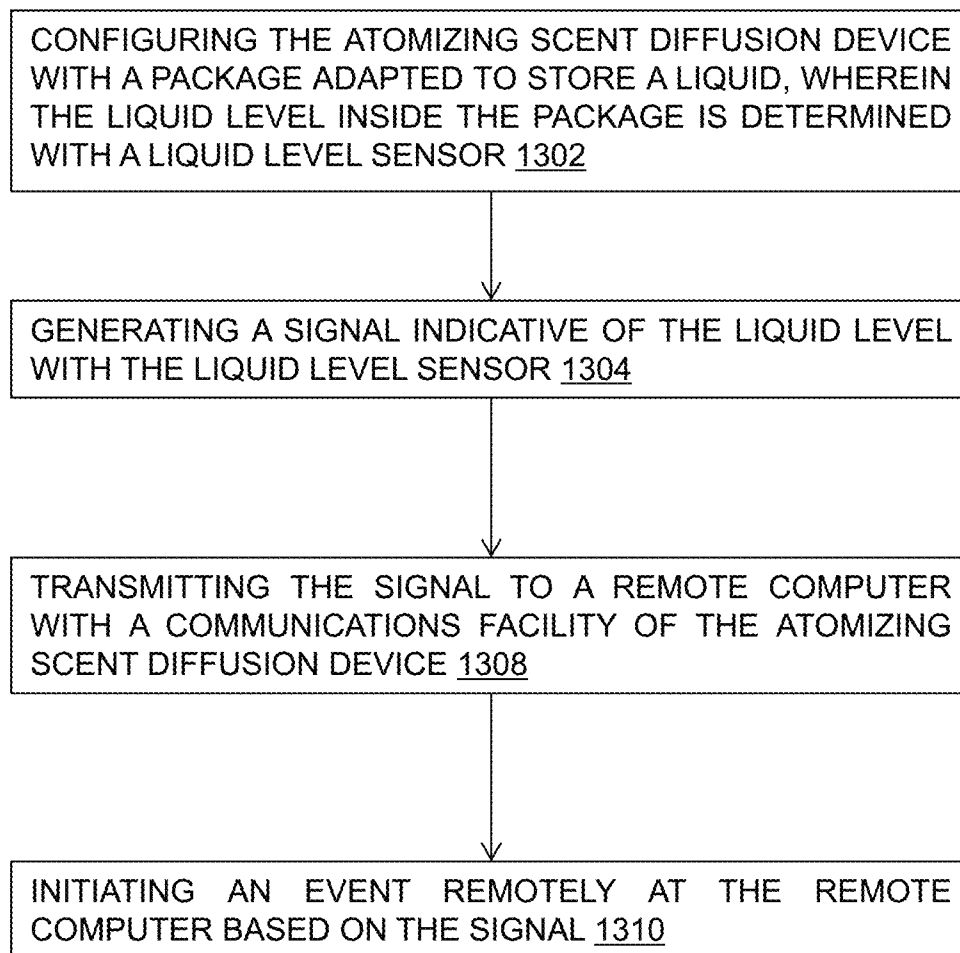 CONFIGURING THE ATOMIZING SCENT DIFFUSION DEVICE
WITH A PACKAGE ADAPTED TO STORE A LIQUID, WHEREIN
THE LIQUID LEVEL INSIDE THE PACKAGE IS DETERMINED
WITH A LIQUID LEVEL SENSOR 1302
GENERATING A SIGNAL INDICATIVE OF THE LIQUID LEVEL
WITH THE LIQUID LEVEL SENSOR 1304
TRANSMITTING THE SIGNAL TO A REMOTE COMPUTER
WITH A COMMUNICATIONS FACILITY OF THE ATOMIZING
SCENT DIFFUSION DEVICE 1308
INITIATING AN EVENT REMOTELY AT THE REMOTE
COMPUTER BASED ON THE SIGNAL 1310